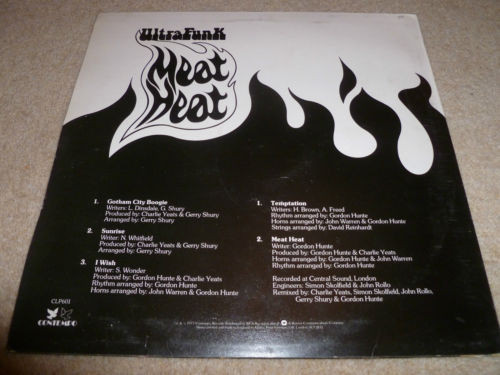 UltraFunk
Meat
Heat
1. Gotham City Boogie
Writers: L. Dinsdale, G. Shury
Produced by: Charlie Yeats & Gerry Shury
Arranged by: Gerry Shury
2. Sunrise
Writer: N. Whitfield
Produced by: Charlie Yeats & Gerry Shury
Arranged by: Gerry Shury
3. I Wish
Writer: S. Wonder
Produced by: Gordon Hunte & Charlie Yeats
Rhythm arranged by: Gordon Hunte
Horns arranged by: John Warren & Gordon Hunte
1. Temptation
Writers: H. Brown, A. Freed
Rhythm arranged by: Gordon Hunte
Horns arranged by: John Warren & Gordon Hunte
Strings arranged by: David Reinhardt
2. Meat Heat
Writer: Gordon Hunte
Produced by: Gordon Hunte & Charlie Yeats
Horns arranged by: Gordon Hunte & John Warren
Rhythm arranged by: Gordon Hunte
Recorded at Central Sound, London
Engineers: Simon Skolfield & John Rollo
Remixed by: Charlie Yeats, Simon Skolfield, John Rollo,
Gerry Shury & Gordon Hunte
CLP601
CONTEMPO